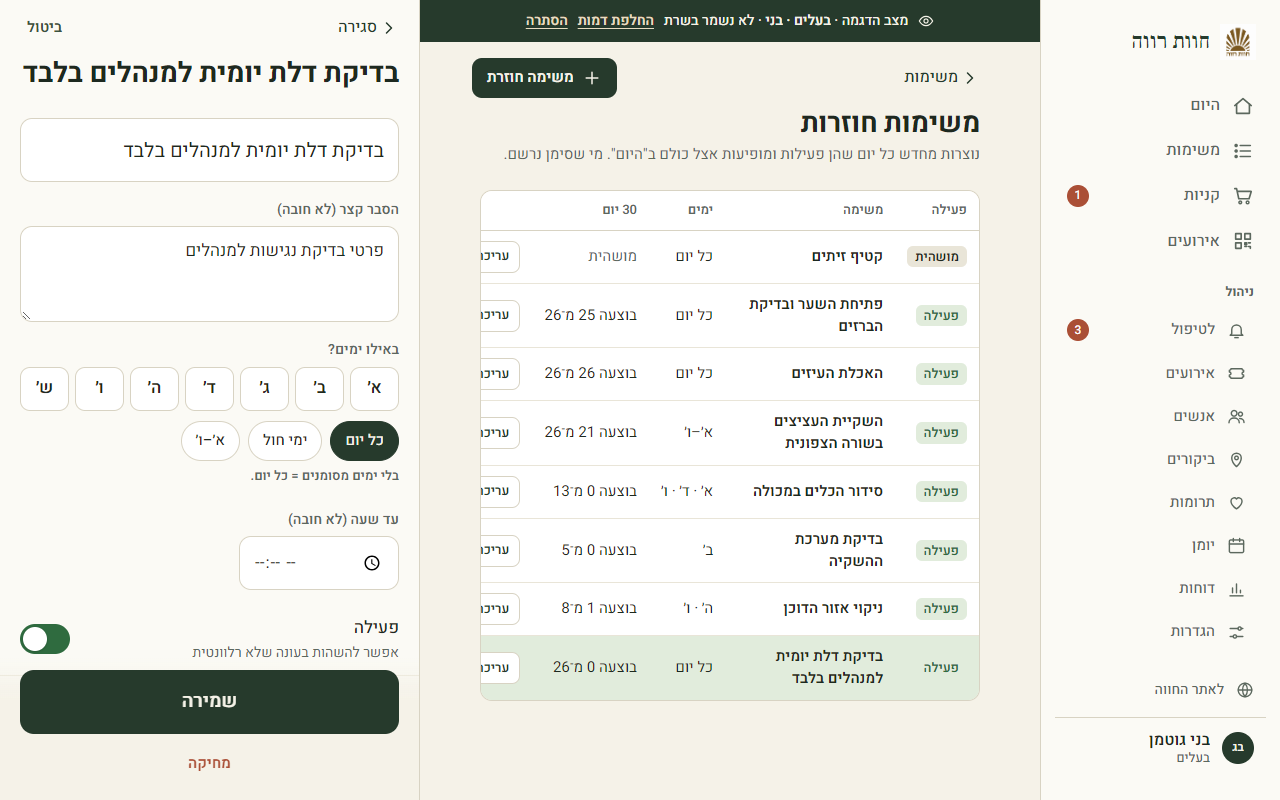 מצב הדגמה · בעלים · בני · לא נשמר בשרת החלפת דמות הסתרה
חוות רווה
היום
משימות
קניות 1
אירועים
ניהול
לטיפול 3
אירועים
אנשים
ביקורים
תרומות
יומן
דוחות
הגדרות
לאתר החווה
בג
בני גוטמן
בעלים
משימות
משימה חוזרת
משימות חוזרות
נוצרות מחדש כל יום שהן פעילות ומופיעות אצל כולם ב"היום". מי שסימן נרשם.
פעילה משימה ימים 30 יום
מושהית קטיף זיתים כל יום מושהית
פעילה פתיחת השער ובדיקת הברזים כל יום בוצעה 25 מ־26
פעילה האכלת העיזים כל יום בוצעה 26 מ־26
פעילה השקיית העציצים בשורה הצפונית א׳–ו׳ בוצעה 21 מ־26
פעילה סידור הכלים במכולה א׳ · ד׳ · ו׳ בוצעה 0 מ־13
פעילה בדיקת מערכת ההשקיה ב׳ בוצעה 0 מ־5
פעילה ניקוי אזור הדוכן ה׳ · ו׳ בוצעה 1 מ־8
פעילה בדיקת דלת יומית למנהלים בלבד כל יום בוצעה 0 מ־26
סגירה
ביטול
בדיקת דלת יומית למנהלים בלבד
בדיקת דלת יומית למנהלים בלבד
הסבר קצר (לא חובה)
פרטי בדיקת נגישות למנהלים
באילו ימים?
א׳ ב׳ ג׳ ד׳ ה׳ ו׳ ש׳
כל יום ימי חול א׳–ו׳
בלי ימים מסומנים = כל יום.
עד שעה (לא חובה)
--:-- --
פעילה
אפשר להשהות בעונה שלא רלוונטית
שמירה
מחיקה